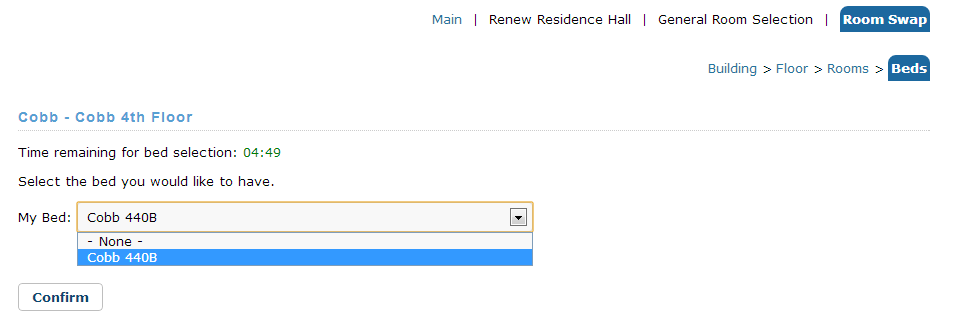 Main | Renew Residence Hall | General Room Selection | Room Swap
Building > Floor > Rooms > Beds
Cobb - Cobb 4th Floor
Time remaining for bed selection: 04:49
Select the bed you would like to have.
My Bed: Cobb 440B
- None -
Cobb 440B
Confirm